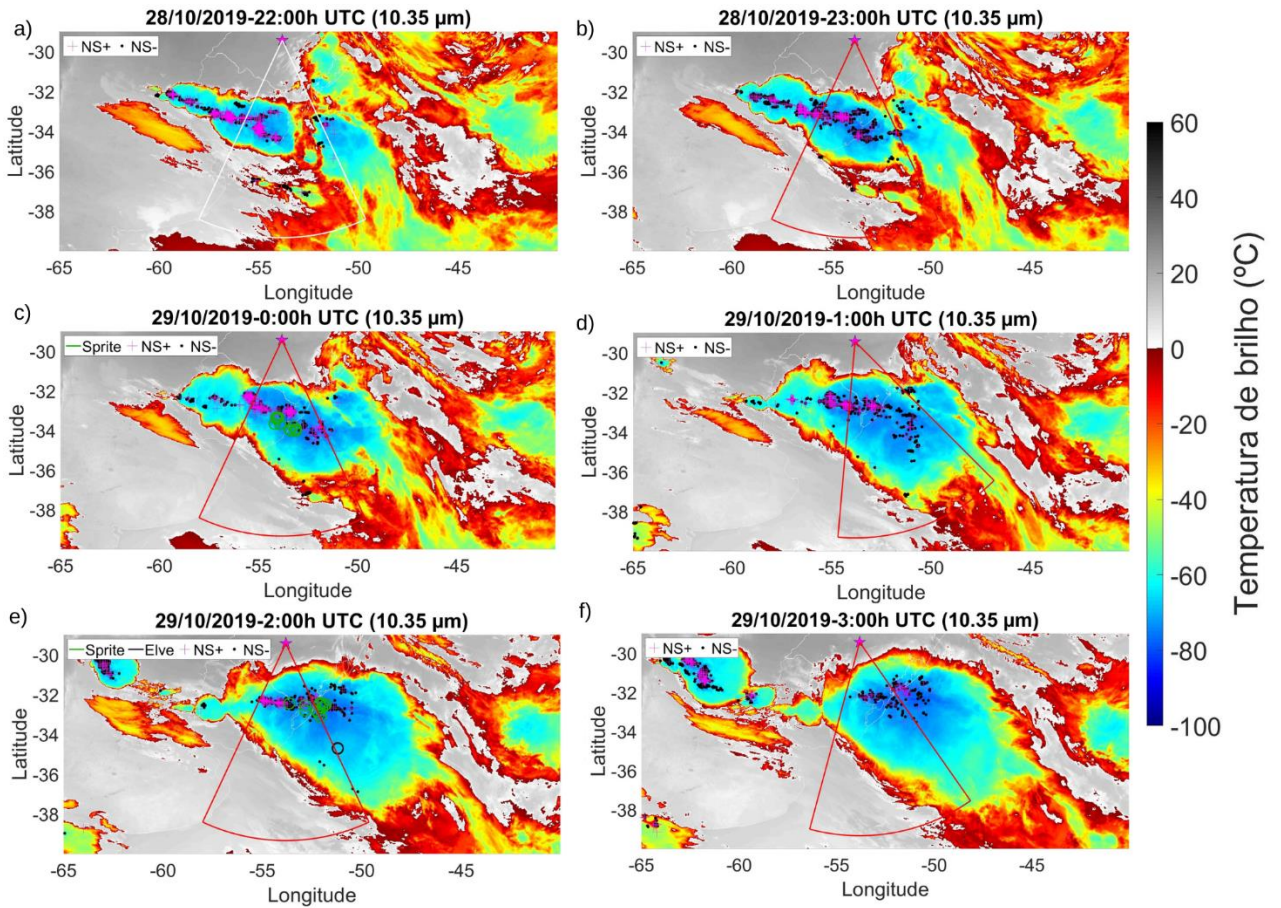 28/10/2019-22:00h UTC (10.35 µm)
28/10/2019-23:00h UTC (10.35 µm)
a)
b)
-30
-32
-34
-36
-38
NS+ NS-
-30
-32
-34
-36
-38
NS+ NS-
Latitude
Latitude
-65 -60 -55 -50 -45
-65 -60 -55 -50 -45
Longitude
Longitude
29/10/2019-0:00h UTC (10.35 µm)
29/10/2019-1:00h UTC (10.35 µm)
c)
d)
-30
-32
-34
-36
-38
Sprite NS+ NS-
-30
-32
-34
-36
-38
NS+ NS-
Latitude
Latitude
-65 -60 -55 -50 -45
-65 -60 -55 -50 -45
Longitude
Longitude
29/10/2019-2:00h UTC (10.35 µm)
29/10/2019-3:00h UTC (10.35 µm)
e)
f)
-30
-32
-34
-36
-38
Sprite Elve NS+ NS-
-30
-32
-34
-36
-38
NS+ NS-
Latitude
Latitude
-65 -60 -55 -50 -45
-65 -60 -55 -50 -45
Longitude
Longitude
60
40
20
0
-20
-40
-60
-80
-100
Temperatura de brilho (ºC)